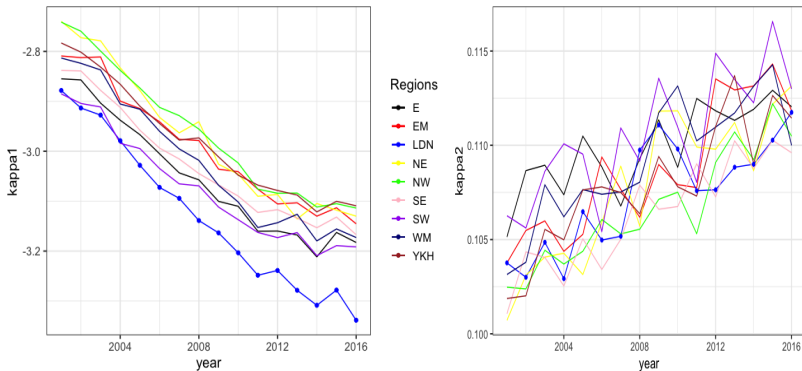 kappa1
-2.8
-3.0
-3.2
2004
2008
2012
2016
year
Regions
E
EM
LDN
NE
NW
SE
SW
WM
YKH
kappa2
0.115
0.110
0.105
0.100
2004
2008
2012
2016
year